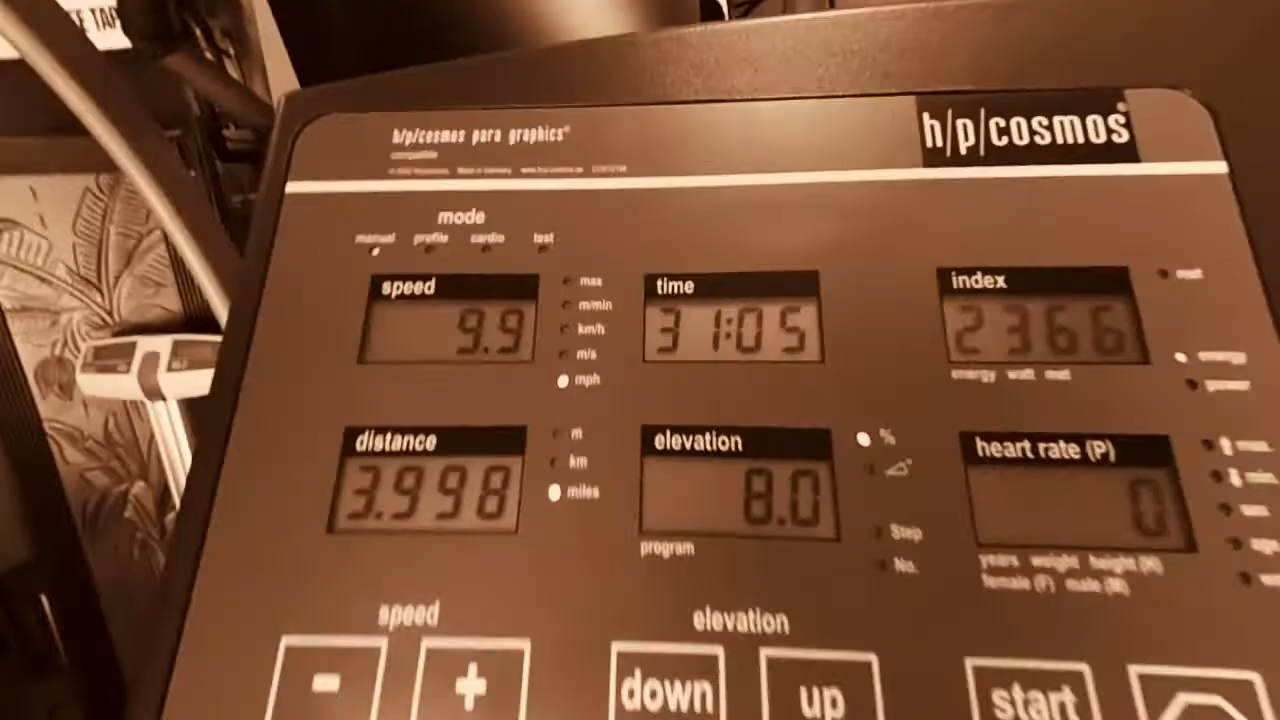 E TAP
h/p/cosmos para graphics®
h/p/cosmos®
mode
manual profile cardio test
speed
9.9
max
m/min
km/h
m/s
mph
time
31:05
index
2366
energy watt met
energy
power
distance
3.998
m
km
miles
elevation
8.0
program
%
Step
No.
heart rate (P)
0
years weight height (H)
female (F) male (M)
speed
- +
elevation
down up
start